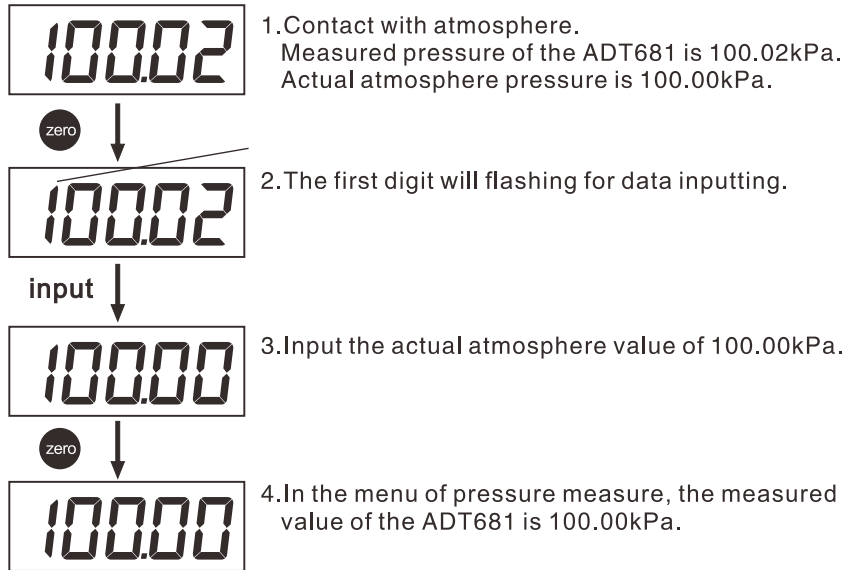 100.02
1.Contact with atmosphere.
Measured pressure of the ADT681 is 100.02kPa.
Actual atmosphere pressure is 100.00kPa.
zero
100.02
2.The first digit will flashing for data inputting.
input
100.00
3.Input the actual atmosphere value of 100.00kPa.
zero
100.00
4.In the menu of pressure measure, the measured
value of the ADT681 is 100.00kPa.